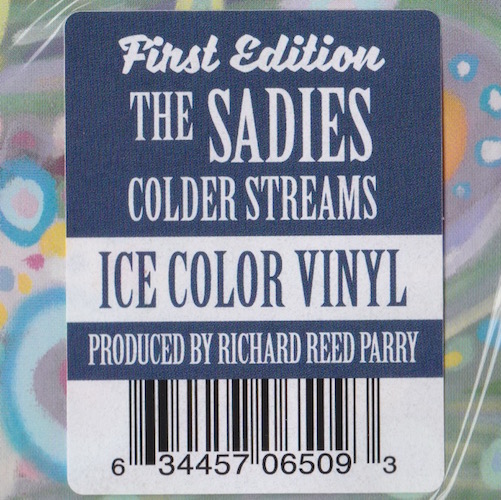 First Edition
THE SADIES
COLDER STREAMS
ICE COLOR VINYL
PRODUCED BY RICHARD REED PARRY
6 34457 06509 3